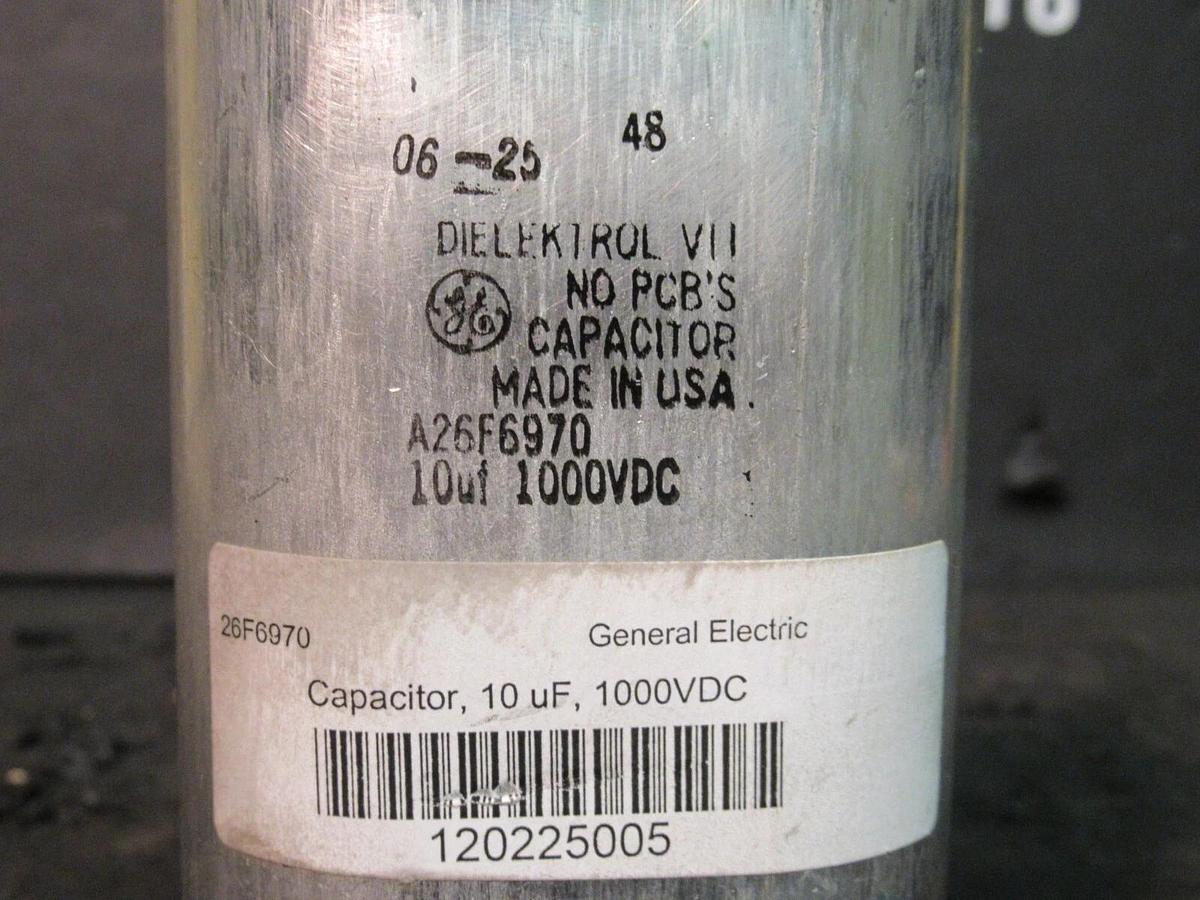 48
06-25
DIELEKTROL VII
GE
NO PCB'S
CAPACITOR
MADE IN USA.
A26F6970
10uf 1000VDC
26F6970
General Electric
Capacitor, 10 uF, 1000VDC
120225005